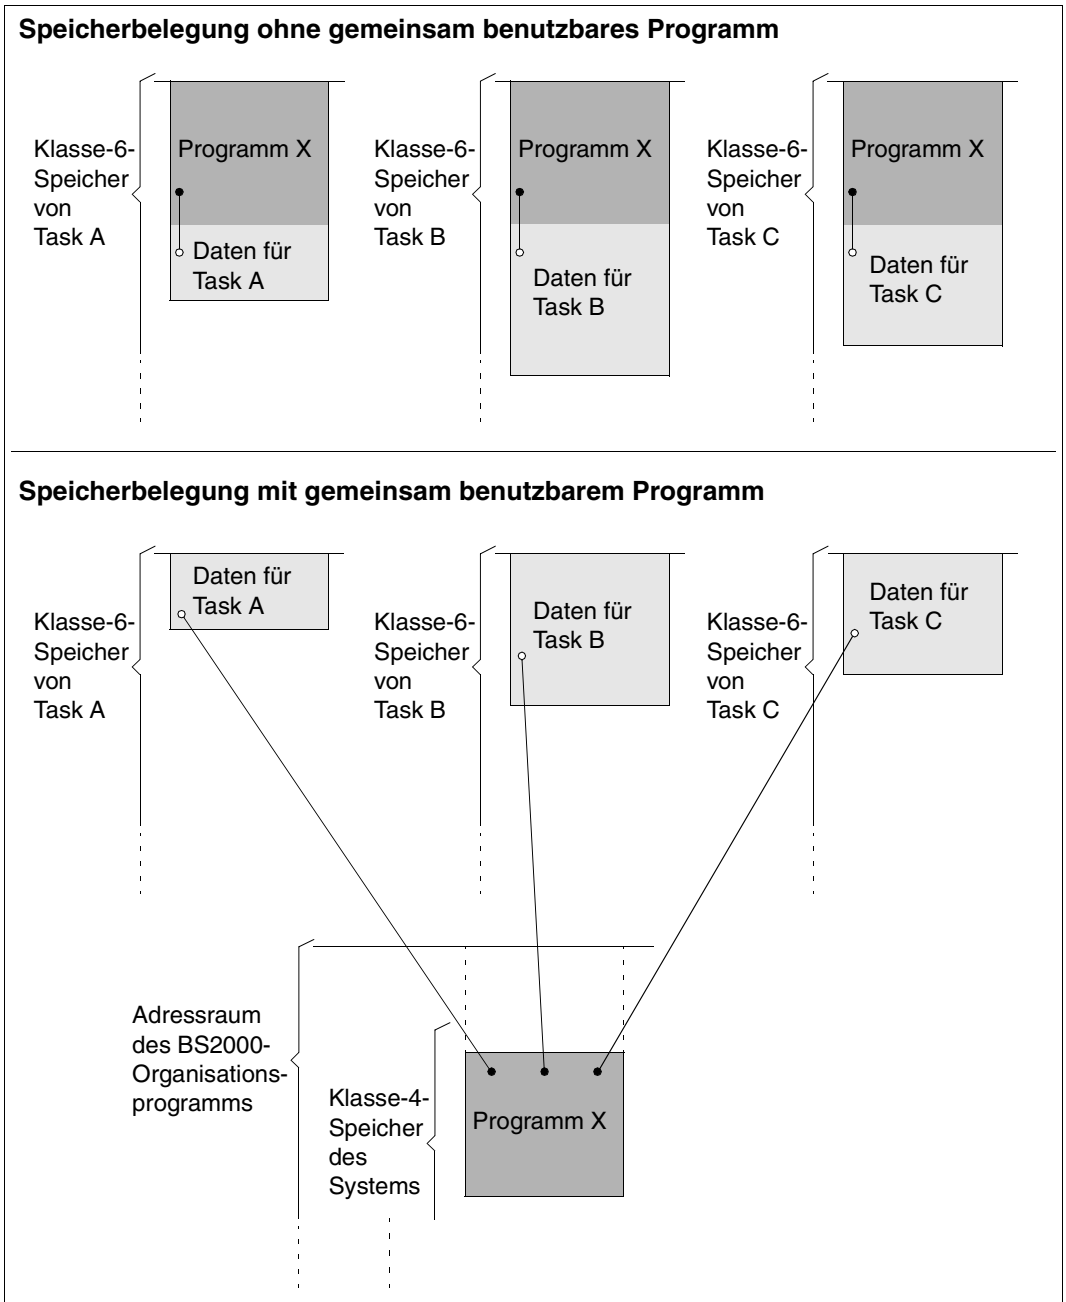 Speicherbelegung ohne gemeinsam benutzbares Programm
Klasse-6-
Speicher
von
Task A
Programm X
Daten für
Task A
Klasse-6-
Speicher
von
Task B
Programm X
Daten für
Task B
Klasse-6-
Speicher
von
Task C
Programm X
Daten für
Task C
Speicherbelegung mit gemeinsam benutzbarem Programm
Klasse-6-
Speicher
von
Task A
Daten für
Task A
Klasse-6-
Speicher
von
Task B
Daten für
Task B
Klasse-6-
Speicher
von
Task C
Daten für
Task C
Adressraum
des BS2000-
Organisations-
programms
Klasse-4-
Speicher
des
Systems
Programm X